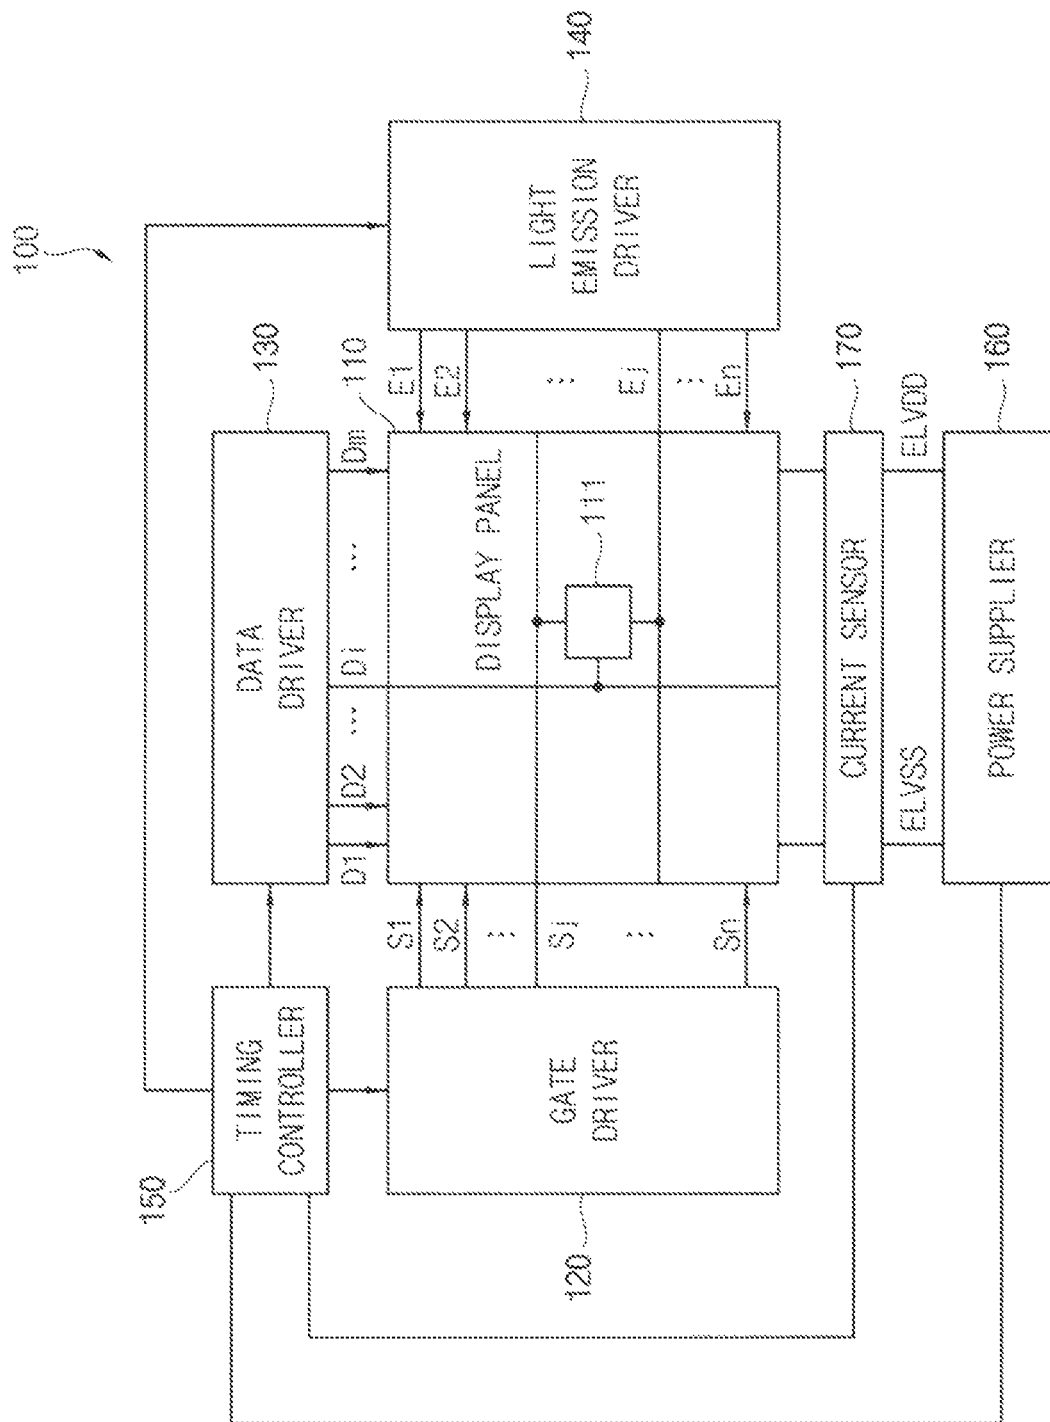 100
130
140
150
TIMING
CONTROLLER
DATA
DRIVER
D1
D2
...
Di
...
Dm
110
GATE
DRIVER
120
S1
S2
...
Sj
...
Sn
DISPLAY PANEL
111
E1
E2
...
Ej
...
En
LIGHT
EMISSION
DRIVER
CURRENT SENSOR
170
ELVSS
ELVDD
POWER SUPPLIER
160